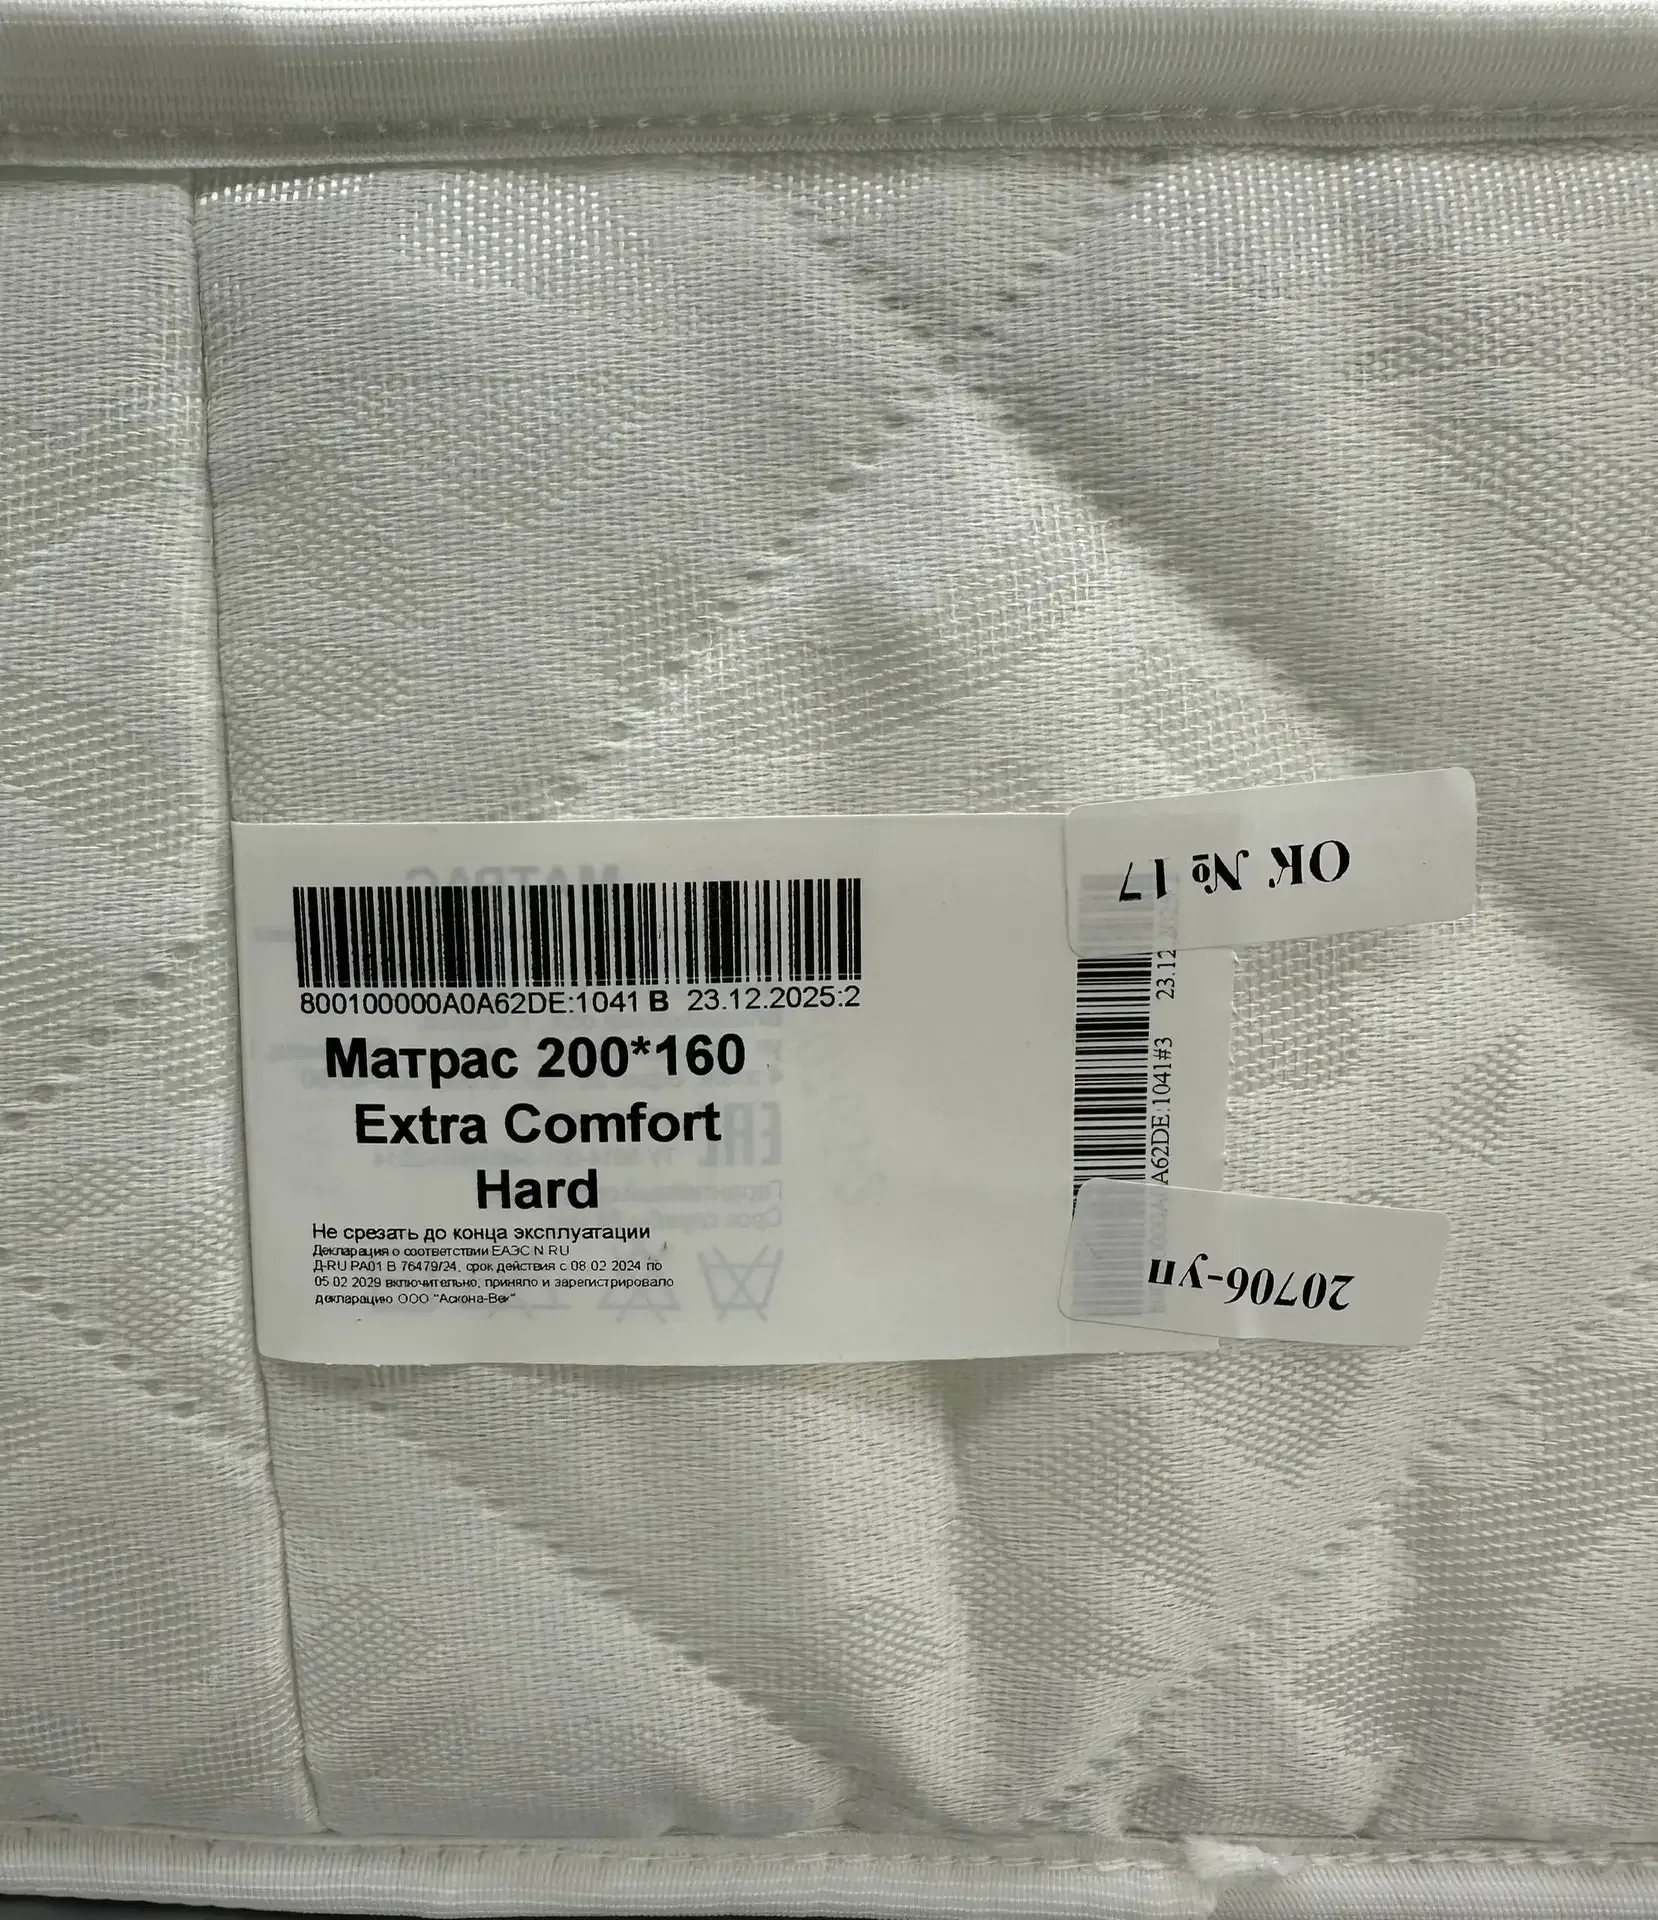 800100000A0A62DE:1041 В 23.12.2025:2
Матрас 200*160
Extra Comfort
Hard
Не срезать до конца эксплуатации
Декларация о соответствии ЕАЭС N RU
Д-RU РА01 В 76479/24, срок действия с 08 02 2024 по
05 02 2029 включительно, приняло и зарегистрировало
декларацию ООО "Аскона-Век"
ОК № 17
A62DE:1041#3 23.12
20706-уп